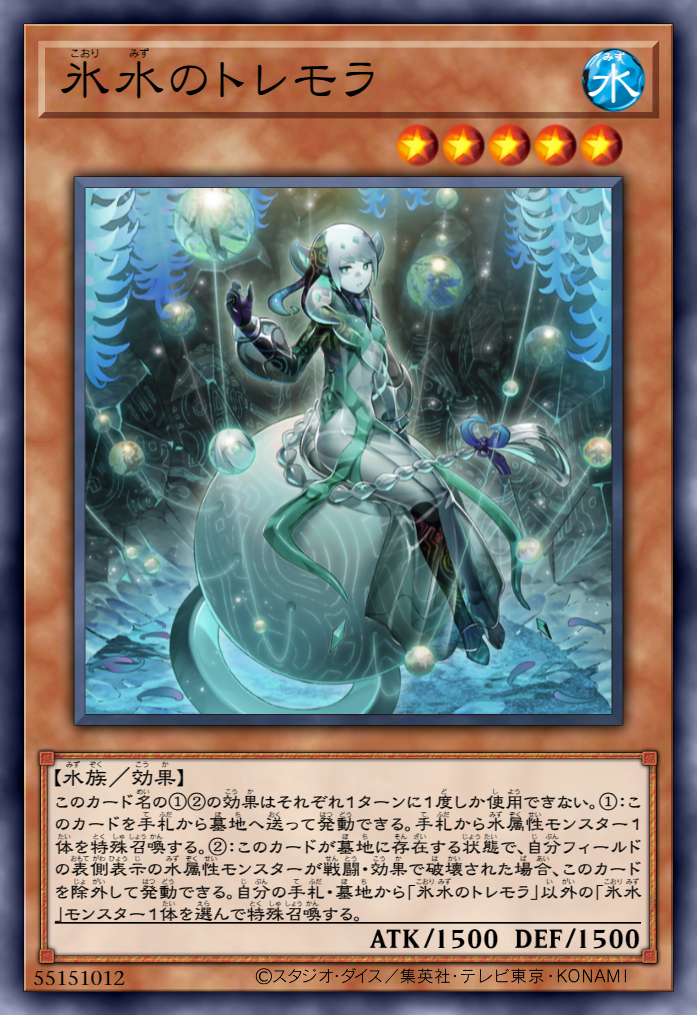 氷水のトレモラ
水
【水族／効果】
このカード名の①②の効果はそれぞれ1ターンに1度しか使用できない。①：こ
のカードを手札から墓地へ送って発動できる。手札から水属性モンスター1
体を特殊召喚する。②：このカードが墓地に存在する状態で、自分フィールド
の表側表示の水属性モンスターが戦闘・効果で破壊された場合、このカード
を除外して発動できる。自分の手札・墓地から「氷水のトレモラ」以外の「氷水
」モンスター1体を選んで特殊召喚する。
ATK/1500 DEF/1500
55151012 ©スタジオ・ダイス／集英社・テレビ東京・KONAMI